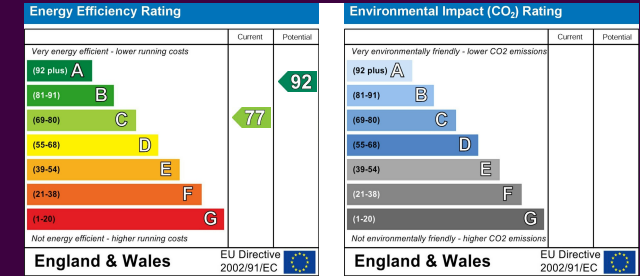 Energy Efficiency Rating
Current Potential
Very energy efficient - lower running costs
(92 plus) A
92
(81-91) B
(69-80) C
77
(55-68) D
(39-54) E
(21-38) F
(1-20) G
Not energy efficient - higher running costs
England & Wales
EU Directive
2002/91/EC
Environmental Impact (CO₂) Rating
Current Potential
Very environmentally friendly - lower CO2 emissions
(92 plus) A
(81-91) B
(69-80) C
(55-68) D
(39-54) E
(21-38) F
(1-20) G
Not environmentally friendly - higher CO2 emissions
England & Wales
EU Directive
2002/91/EC